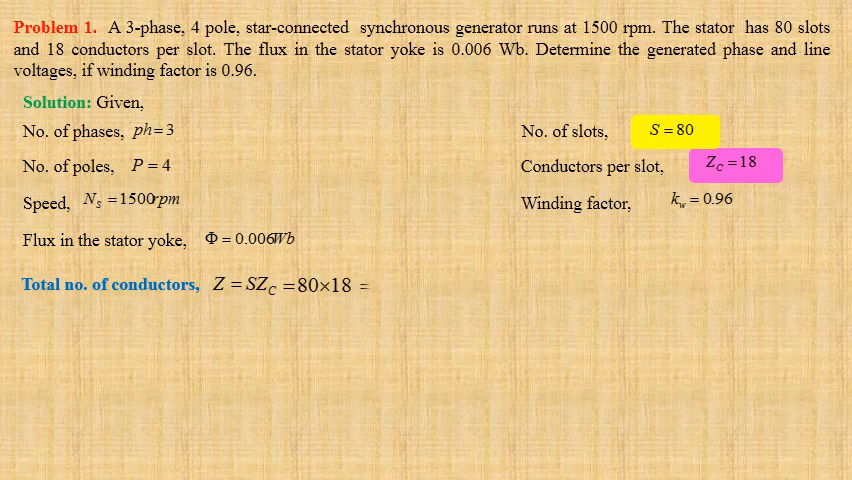 Problem 1. A 3-phase, 4 pole, star-connected synchronous generator runs at 1500 rpm. The stator has 80 slots
and 18 conductors per slot. The flux in the stator yoke is 0.006 Wb. Determine the generated phase and line
voltages, if winding factor is 0.96.
Solution: Given,
No. of phases, ph=3 No. of slots, S = 80
No. of poles, P = 4 Conductors per slot, Z_C =18
Speed, N_s =1500rpm Winding factor, k_w = 0.96
Flux in the stator yoke, Φ = 0.006Wb
Total no. of conductors, Z = SZ_C =80×18 =